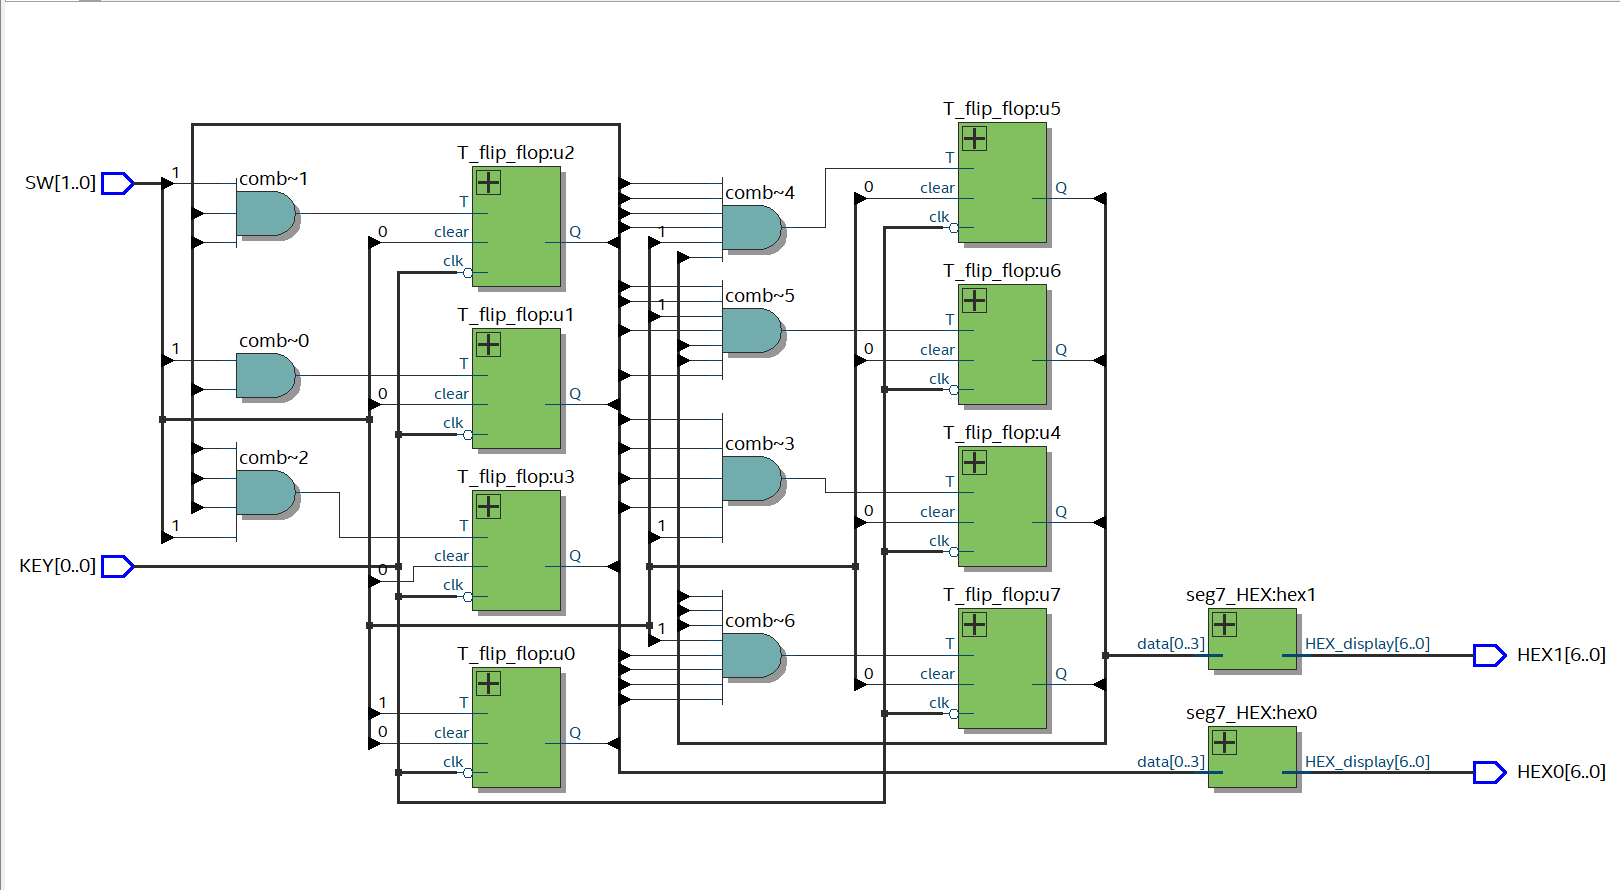 SW[1..0]
1
comb~1
T_flip_flop:u2
T
0
clear
clk
Q
1
comb~0
T_flip_flop:u1
T
0
clear
clk
Q
comb~2
1
T_flip_flop:u3
T
clear
0
clk
Q
KEY[0..0]
T_flip_flop:u0
1
T
0
clear
clk
Q
comb~4
1
comb~5
1
comb~3
1
comb~6
1
T_flip_flop:u5
T
0
clear
clk
Q
T_flip_flop:u6
T
0
clear
clk
Q
T_flip_flop:u4
T
0
clear
clk
Q
T_flip_flop:u7
T
0
clear
clk
Q
seg7_HEX:hex1
data[0..3]
HEX_display[6..0]
HEX1[6..0]
seg7_HEX:hex0
data[0..3]
HEX_display[6..0]
HEX0[6..0]